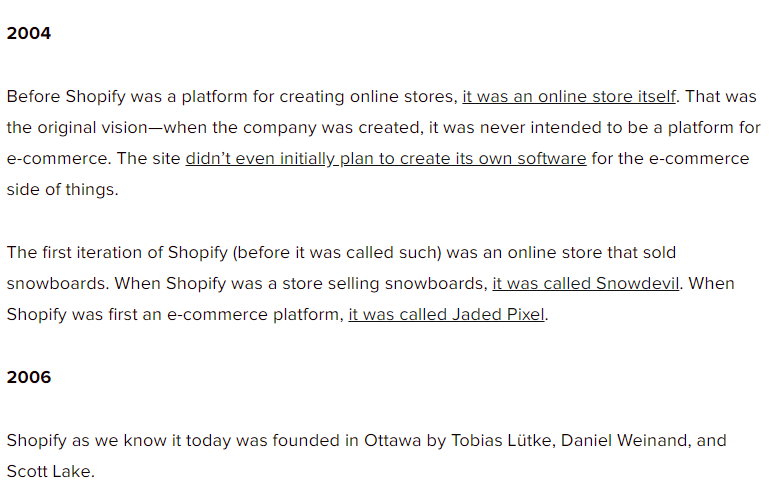 2004
Before Shopify was a platform for creating online stores, it was an online store itself. That was
the original vision—when the company was created, it was never intended to be a platform for
e-commerce. The site didn’t even initially plan to create its own software for the e-commerce
side of things.
The first iteration of Shopify (before it was called such) was an online store that sold
snowboards. When Shopify was a store selling snowboards, it was called Snowdevil. When
Shopify was first an e-commerce platform, it was called Jaded Pixel.
2006
Shopify as we know it today was founded in Ottawa by Tobias Lütke, Daniel Weinand, and
Scott Lake.